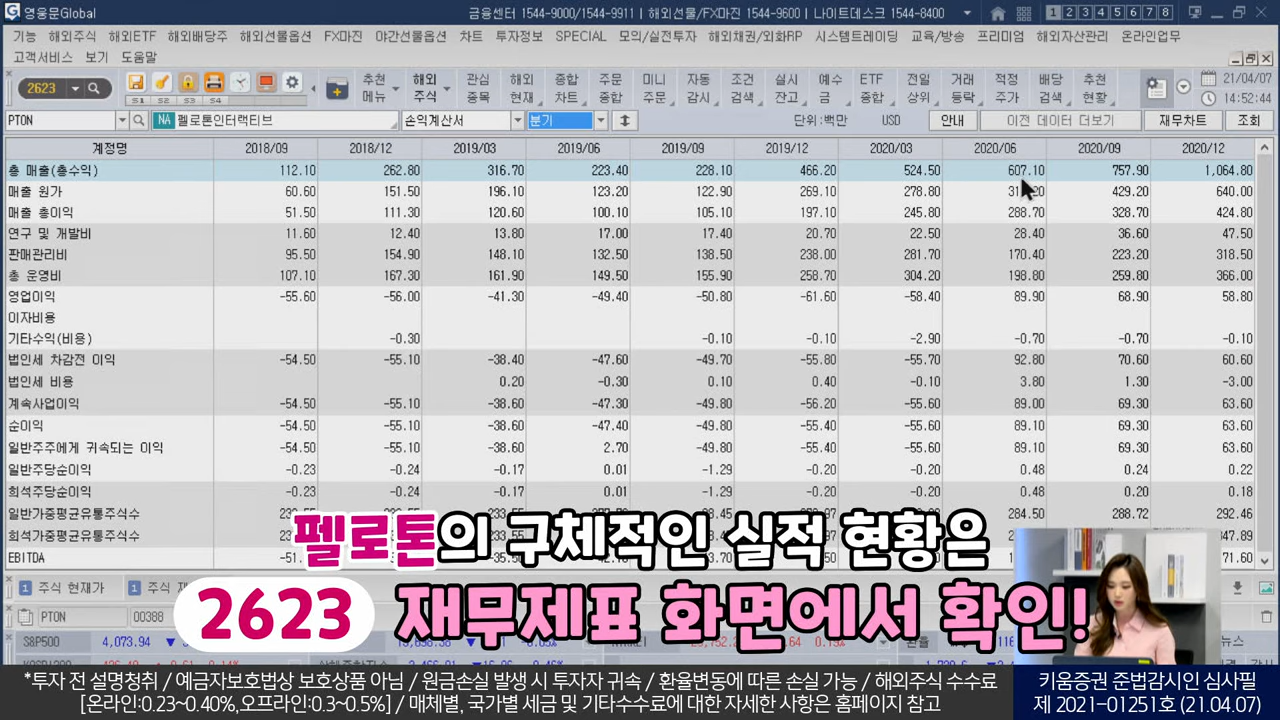 영웅문Global 금융센터 1544-9000/1544-9911 | 해외선물/FX마진 1544-9600 | 나이트데스크 1544-8400 1 2 3 4 5 6 7 8
기능 해외주식 해외ETF 해외배당주 해외선물옵션 FX마진 야간선물옵션 차트 투자정보 SPECIAL 모의/실전투자 해외채권/외화RP 시스템트레이딩 교육/방송 프리미엄 해외자산관리 온라인업무
고객서비스 보기 도움말
2623 S1 S2 S3 S4 추천메뉴 해외주식 관심종목 해외현재 종합차트 주문종합 미니주문 자동감시 조건검색 실시잔고 예수금 ETF종합 전일상위 거래등락 적정주가 배당검색 추천현황 21/04/07 14:52:44
PTON NA 펠로톤인터랙티브 손익계산서 분기 단위:백만 USD 안내 이전 데이터 더보기 재무차트 조회
계정명 2018/09 2018/12 2019/03 2019/06 2019/09 2019/12 2020/03 2020/06 2020/09 2020/12
총 매출(총수익) 112.10 262.80 316.70 223.40 228.10 466.20 524.50 607.10 757.90 1,064.80
매출 원가 60.60 151.50 196.10 123.20 122.90 269.10 278.80 429.20 640.00
매출 총이익 51.50 111.30 120.60 100.10 105.10 197.10 245.80 288.70 328.70 424.80
연구 및 개발비 11.60 12.40 13.80 17.00 17.40 20.70 22.50 28.40 36.60 47.50
판매관리비 95.50 154.90 148.10 132.50 138.50 238.00 281.70 170.40 223.20 318.50
총 운영비 107.10 167.30 161.90 149.50 155.90 258.70 304.20 198.80 259.80 366.00
영업이익 -55.60 -56.00 -41.30 -49.40 -50.80 -61.60 -58.40 89.90 68.90 58.80
이자비용
기타수익(비용) -0.30 -0.10 -0.10 -2.90 -0.70 -0.70 -0.10
법인세 차감전 이익 -54.50 -55.10 -38.40 -47.60 -49.70 -55.80 -55.70 92.80 70.60 60.60
법인세 비용 0.20 -0.30 0.10 0.40 -0.10 3.80 1.30 -3.00
계속사업이익 -54.50 -55.10 -38.60 -47.30 -49.80 -56.20 -55.60 89.00 69.30 63.60
순이익 -54.50 -55.10 -38.60 -47.40 -49.80 -55.40 -55.60 89.10 69.30 63.60
일반주주에게 귀속되는 이익 -54.50 -55.10 -38.60 2.70 -49.80 -55.40 -55.60 89.10 69.30 63.60
일반주당순이익 -0.23 -0.24 -0.17 0.01 -1.29 -0.20 -0.20 0.48 0.24 0.22
희석주당순이익 -0.23 -0.24 -0.17 0.01 -1.29 -0.20 -0.20 0.48 0.20 0.18
일반가중평균유통주식수 284.50 288.72 292.46
희석가중평균유통주식수
EBITDA
펠로톤의 구체적인 실적 현황은
2623 재무제표 화면에서 확인!
1 주식 현재가 1 주식
PTON 00388
S&P500 4,073.94
*투자 전 설명청취 / 예금자보호법상 보호상품 아님 / 원금손실 발생 시 투자자 귀속 / 환율변동에 따른 손실 가능 / 해외주식 수수료
[온라인:0.23~0.40%,오프라인:0.3~0.5%] / 매체별, 국가별 세금 및 기타수수료에 대한 자세한 사항은 홈페이지 참고
키움증권 준법감시인 심사필
제 2021-01251호 (21.04.07)